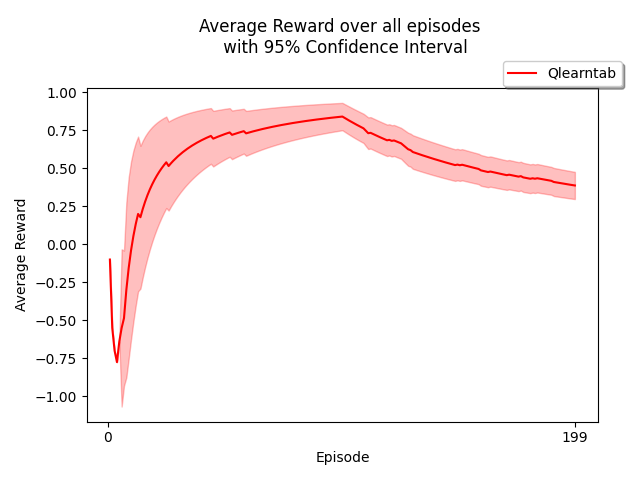 Average Reward over all episodes
with 95% Confidence Interval
Qlearntab
1.00
0.75
0.50
0.25
0.00
−0.25
−0.50
−0.75
−1.00
Average Reward
0
199
Episode